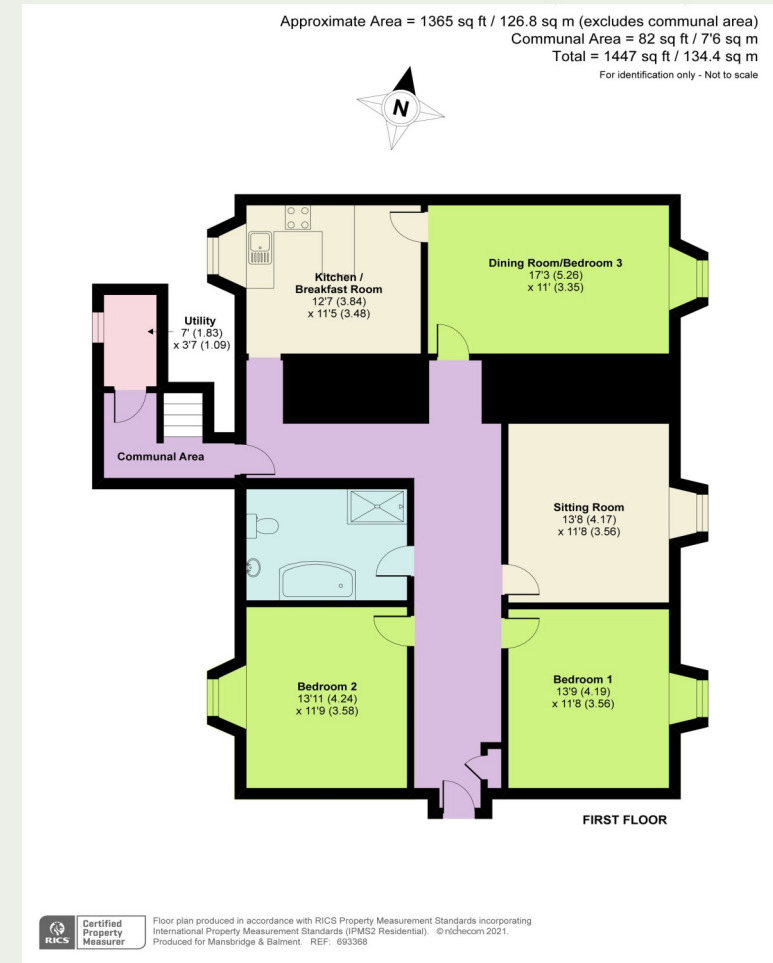 Approximate Area = 1365 sq ft / 126.8 sq m (excludes communal area)
Communal Area = 82 sq ft / 7'6 sq m
Total = 1447 sq ft / 134.4 sq m
For identification only - Not to scale
N
Kitchen /
Breakfast Room
12'7 (3.84)
x 11'5 (3.48)
Dining Room/Bedroom 3
17'3 (5.26)
x 11' (3.35)
Utility
7' (1.83)
x 3'7 (1.09)
Communal Area
Sitting Room
13'8 (4.17)
x 11'8 (3.56)
Bedroom 2
13'11 (4.24)
x 11'9 (3.58)
Bedroom 1
13'9 (4.19)
x 11'8 (3.56)
FIRST FLOOR
RICS
Certified
Property
Measurer
Floor plan produced in accordance with RICS Property Measurement Standards incorporating
International Property Measurement Standards (IPMS2 Residential). © nichecom 2021.
Produced for Mansbridge & Balment. REF: 693368